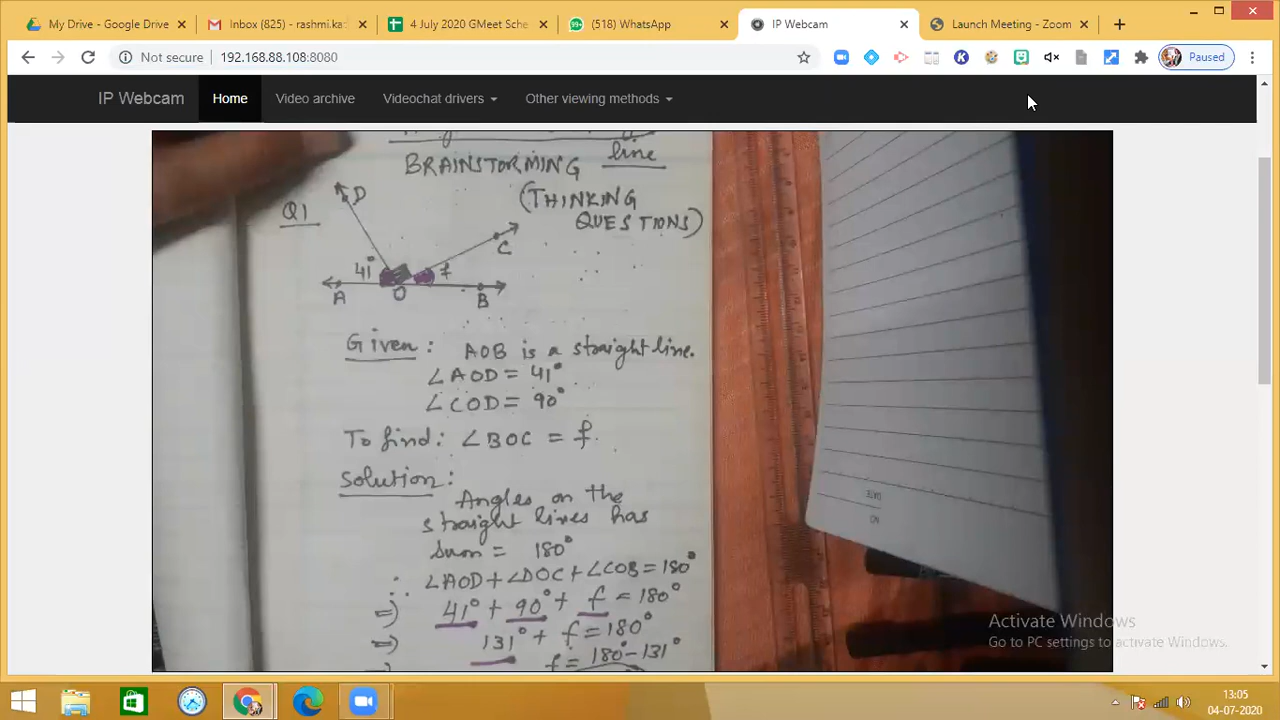 My Drive - Google Drive
Inbox (825) - rashmi.ka
4 July 2020 GMeet Sche
99+
(518) WhatsApp
IP Webcam
Launch Meeting - Zoom
Not secure
192.168.88.108:8080
Paused
IP Webcam
Home
Video archive
Videochat drivers
Other viewing methods
line
BRAINSTORMING
(THINKING
QUESTIONS)
Q1
D
C
41°
f
A
O
B
Given: AOB is a straight line.
∠AOD = 41°
∠COD = 90°
To find: ∠BOC = f.
Solution:
Angles on the
straight lines has
sum = 180°
∴ ∠AOD + ∠DOC + ∠COB = 180°
⇒ 41° + 90° + f = 180°
⇒ 131° + f = 180°
f = 180° - 131°
DATE
NO
Activate Windows
Go to PC settings to activate Windows.
13:05
04-07-2020